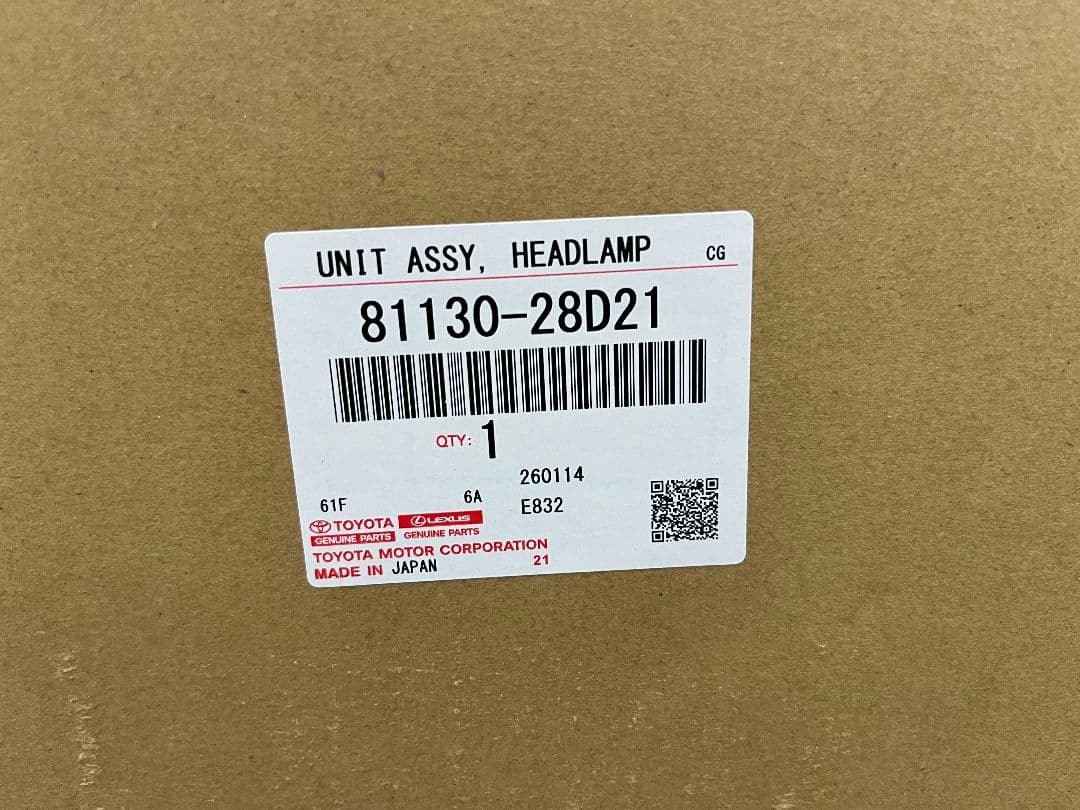 UNIT ASSY, HEADLAMP CG
81130-28D21
QTY: 1
260114
61F 6A E832
TOYOTA LEXUS
GENUINE PARTS GENUINE PARTS
TOYOTA MOTOR CORPORATION
MADE IN JAPAN 21